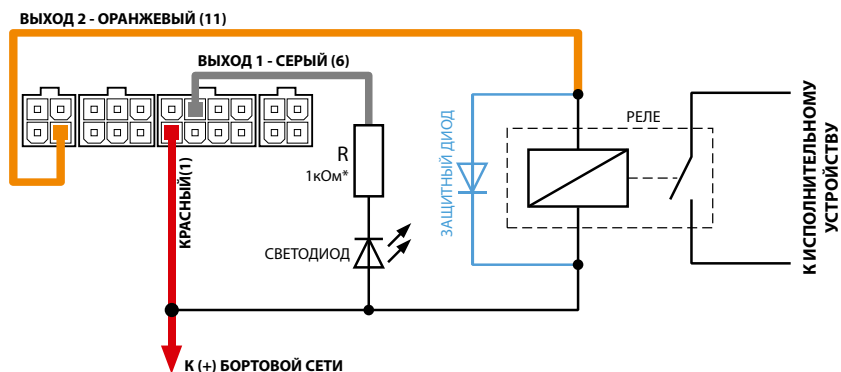 ВЫХОД 2 - ОРАНЖЕВЫЙ (11)
ВЫХОД 1 - СЕРЫЙ (6)
КРАСНЫЙ(1)
R
1кОм*
СВЕТОДИОД
ЗАЩИТНЫЙ ДИОД
РЕЛЕ
К ИСПОЛНИТЕЛЬНОМУ
УСТРОЙСТВУ
К (+) БОРТОВОЙ СЕТИ